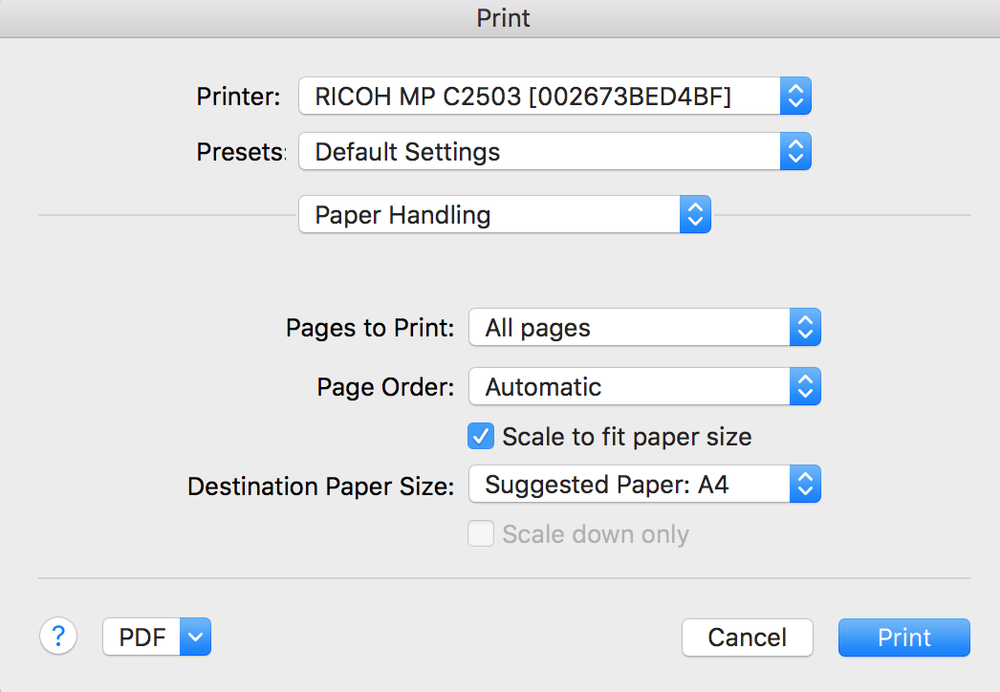 Print
Printer: RICOH MP C2503 [002673BED4BF]
Presets: Default Settings
Paper Handling
Pages to Print: All pages
Page Order: Automatic
Scale to fit paper size
Destination Paper Size: Suggested Paper: A4
Scale down only
? PDF Cancel Print